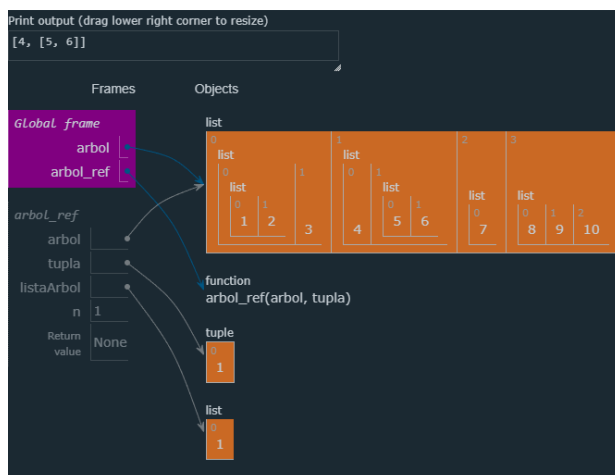 Print output (drag lower right corner to resize)
[4, [5, 6]]
Frames Objects
Global frame
arbol
arbol_ref
list
0 1 2 3
list list
0 1 0 1
list list list list
0 1 0 1 0 0 1 2
1 2 3 4 5 6 7 8 9 10
arbol_ref
arbol
tupla
listaArbol
n 1
Return value None
function
arbol_ref(arbol, tupla)
tuple
0
1
list
0
1